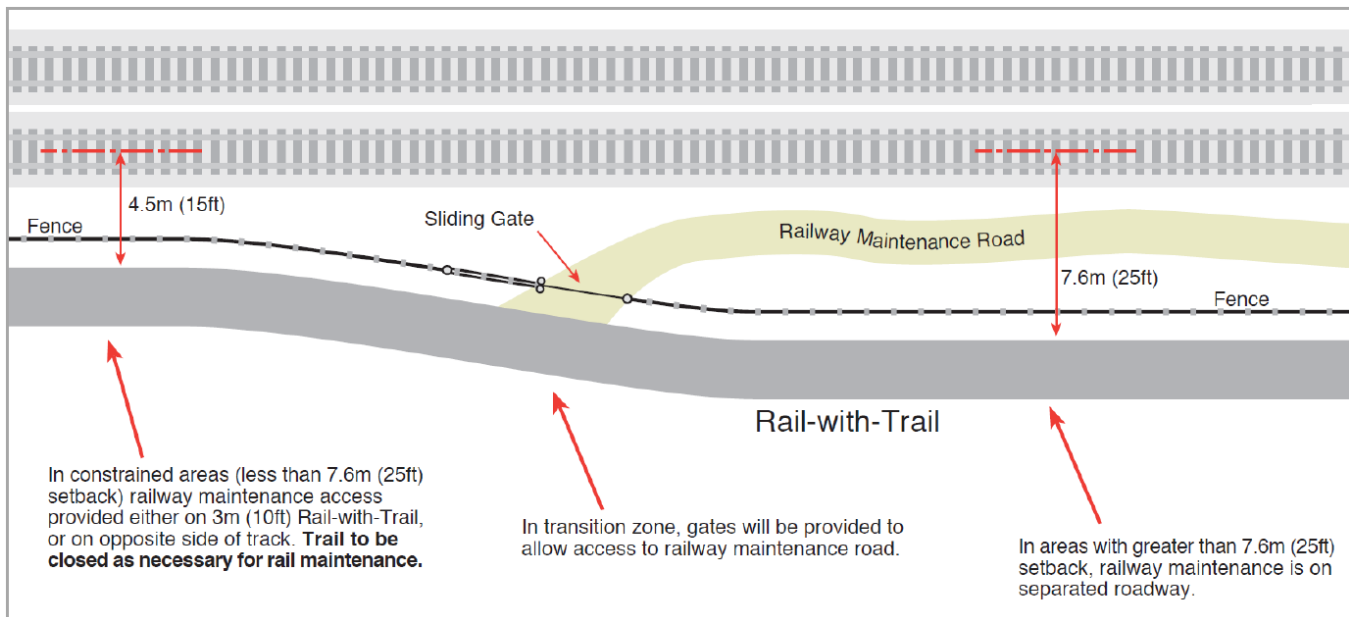 4.5m (15ft)
Fence
Sliding Gate
Railway Maintenance Road
7.6m (25ft)
Fence
Rail-with-Trail
In constrained areas (less than 7.6m (25ft)
setback) railway maintenance access
provided either on 3m (10ft) Rail-with-Trail,
or on opposite side of track. Trail to be
closed as necessary for rail maintenance.
In transition zone, gates will be provided to
allow access to railway maintenance road.
In areas with greater than 7.6m (25ft)
setback, railway maintenance is on
separated roadway.